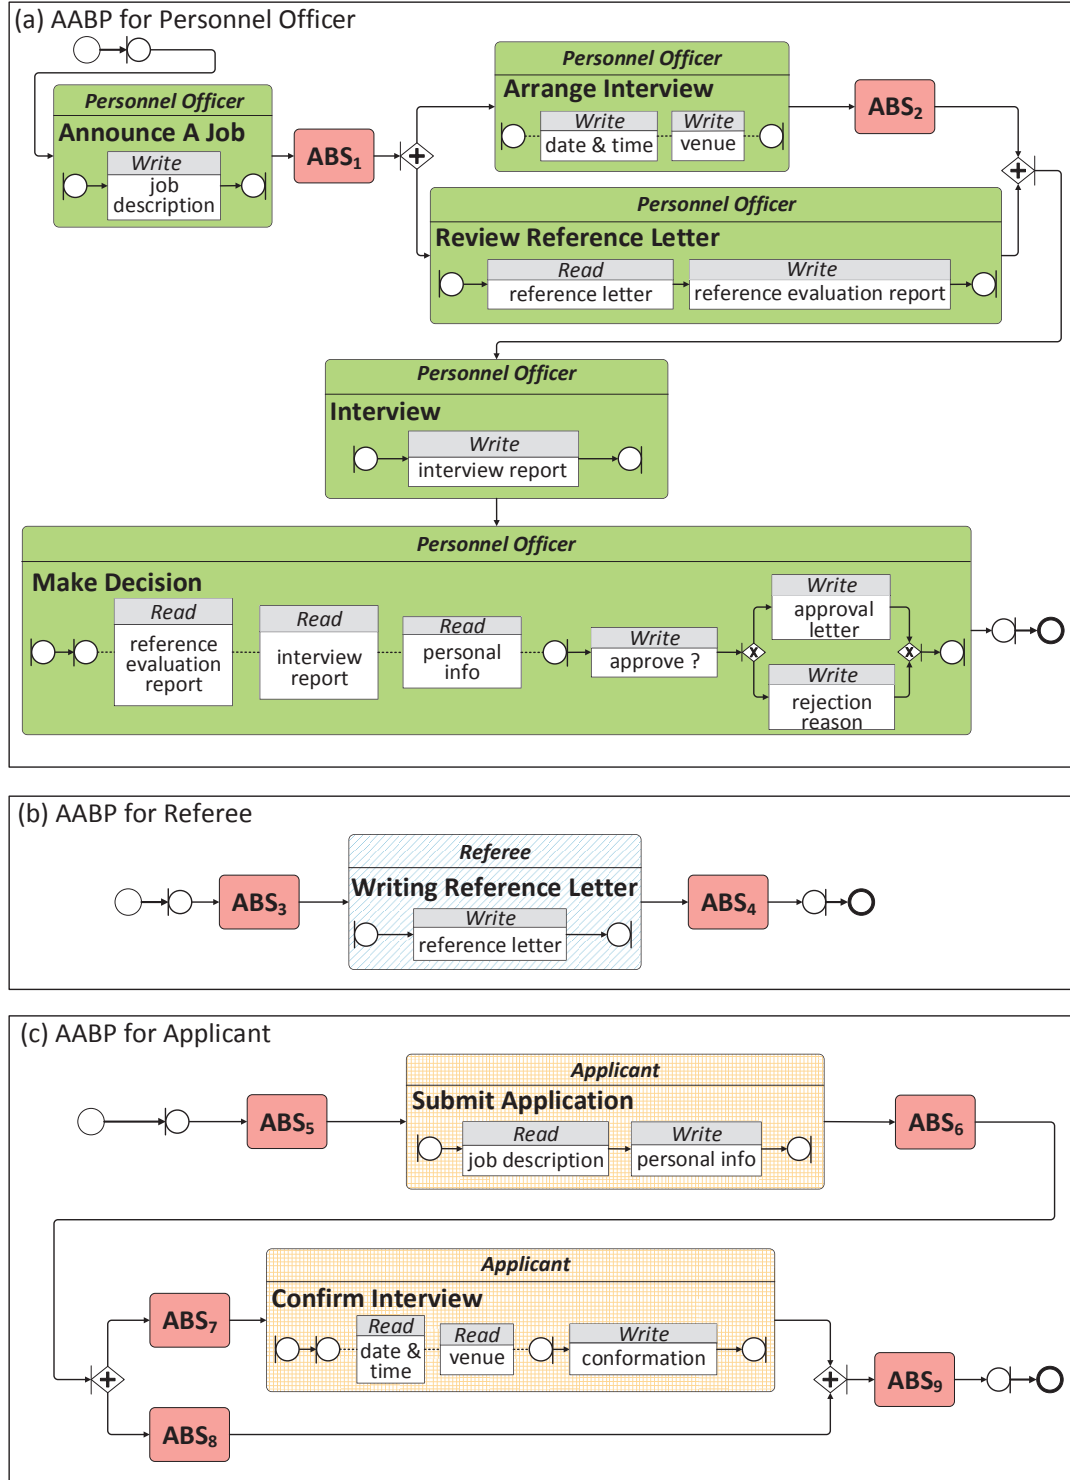 (a) AABP for Personnel Officer
Personnel Officer
Announce A Job
Write
job
description
ABS1
Personnel Officer
Arrange Interview
Write
date & time
Write
venue
ABS2
Personnel Officer
Review Reference Letter
Read
reference letter
Write
reference evaluation report
Personnel Officer
Interview
Write
interview report
Personnel Officer
Make Decision
Read
reference
evaluation
report
Read
interview
report
Read
personal
info
Write
approve ?
X
Write
approval
letter
Write
rejection
reason
X
(b) AABP for Referee
ABS3
Referee
Writing Reference Letter
Write
reference letter
ABS4
(c) AABP for Applicant
ABS5
Applicant
Submit Application
Read
job description
Write
personal info
ABS6
ABS7
Applicant
Confirm Interview
Read
date &
time
Read
venue
Write
conformation
ABS8
ABS9